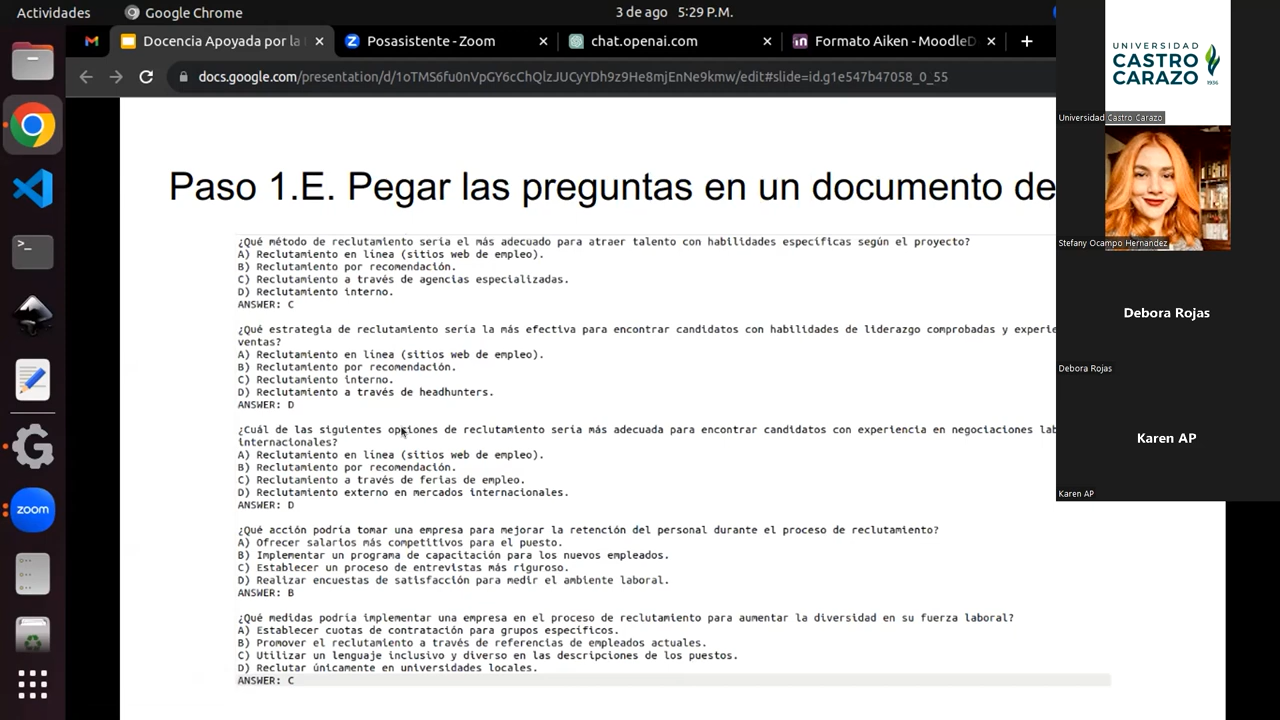 Actividades
Google Chrome
3 de ago 5:29 P.M.
Docencia Apoyada por la
Posasistente - Zoom
chat.openai.com
Formato Aiken - MoodleD
docs.google.com/presentation/d/1oTMS6fu0nVpGY6cChQlzJUCyYDh9z9He8mjEnNe9kmw/edit#slide=id.g1e547b47058_0_55
Paso 1.E. Pegar las preguntas en un documento de
¿Qué método de reclutamiento sería el más adecuado para atraer talento con habilidades específicas según el proyecto?
A) Reclutamiento en línea (sitios web de empleo).
B) Reclutamiento por recomendación.
C) Reclutamiento a través de agencias especializadas.
D) Reclutamiento interno.
ANSWER: C
¿Qué estrategia de reclutamiento sería la más efectiva para encontrar candidatos con habilidades de liderazgo comprobadas y experie
ventas?
A) Reclutamiento en línea (sitios web de empleo).
B) Reclutamiento por recomendación.
C) Reclutamiento interno.
D) Reclutamiento a través de headhunters.
ANSWER: D
¿Cuál de las siguientes opciones de reclutamiento sería más adecuada para encontrar candidatos con experiencia en negociaciones lab
internacionales?
A) Reclutamiento en línea (sitios web de empleo).
B) Reclutamiento por recomendación.
C) Reclutamiento a través de ferias de empleo.
D) Reclutamiento externo en mercados internacionales.
ANSWER: D
¿Qué acción podría tomar una empresa para mejorar la retención del personal durante el proceso de reclutamiento?
A) Ofrecer salarios más competitivos para el puesto.
B) Implementar un programa de capacitación para los nuevos empleados.
C) Establecer un proceso de entrevistas más riguroso.
D) Realizar encuestas de satisfacción para medir el ambiente laboral.
ANSWER: B
¿Qué medidas podría implementar una empresa en el proceso de reclutamiento para aumentar la diversidad en su fuerza laboral?
A) Establecer cuotas de contratación para grupos específicos.
B) Promover el reclutamiento a través de referencias de empleados actuales.
C) Utilizar un lenguaje inclusivo y diverso en las descripciones de los puestos.
D) Reclutar únicamente en universidades locales.
ANSWER: C
zoom
UNIVERSIDAD
CASTRO
CARAZO
1936
Universidad Castro Carazo
Stefany Ocampo Hernandez
Debora Rojas
Debora Rojas
Karen AP
Karen AP